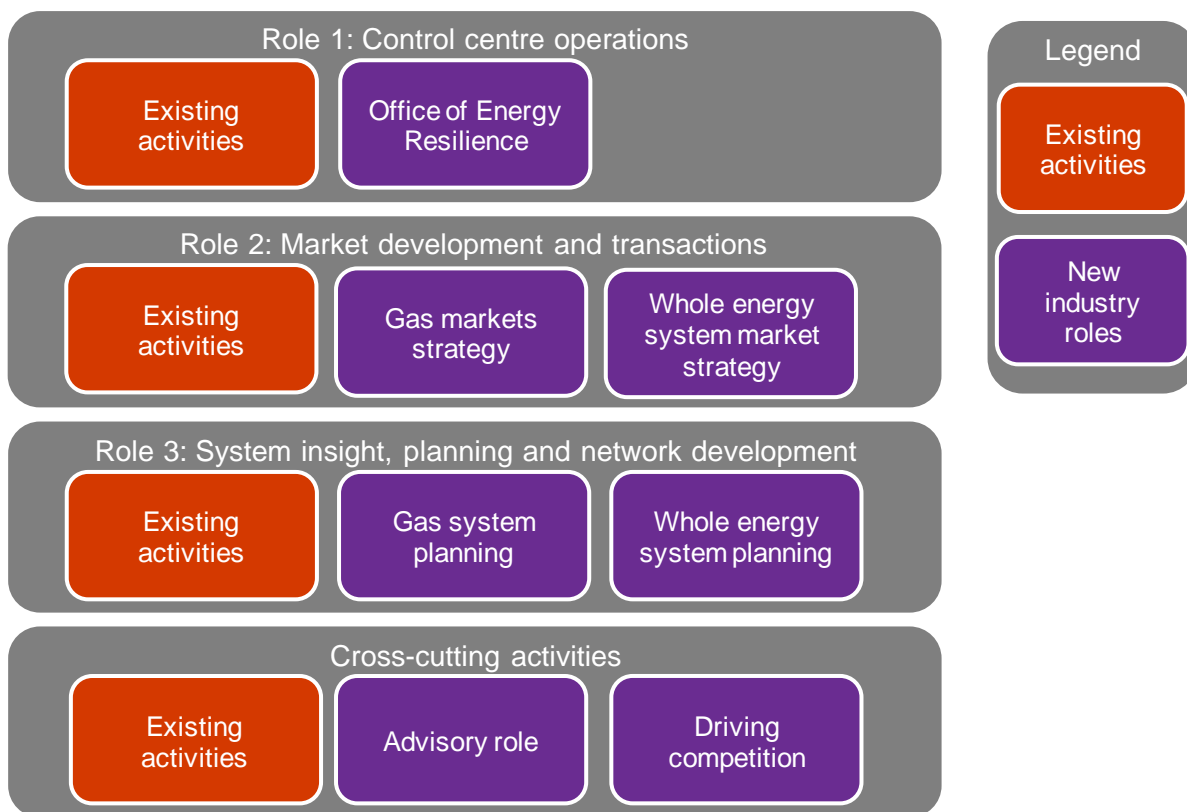 Role 1: Control centre operations
Existing
activities
Office of Energy
Resilience
Role 2: Market development and transactions
Existing
activities
Gas markets
strategy
Whole energy
system market
strategy
Role 3: System insight, planning and network development
Existing
activities
Gas system
planning
Whole energy
system planning
Cross-cutting activities
Existing
activities
Advisory role
Driving
competition
Legend
Existing
activities
New
industry
roles